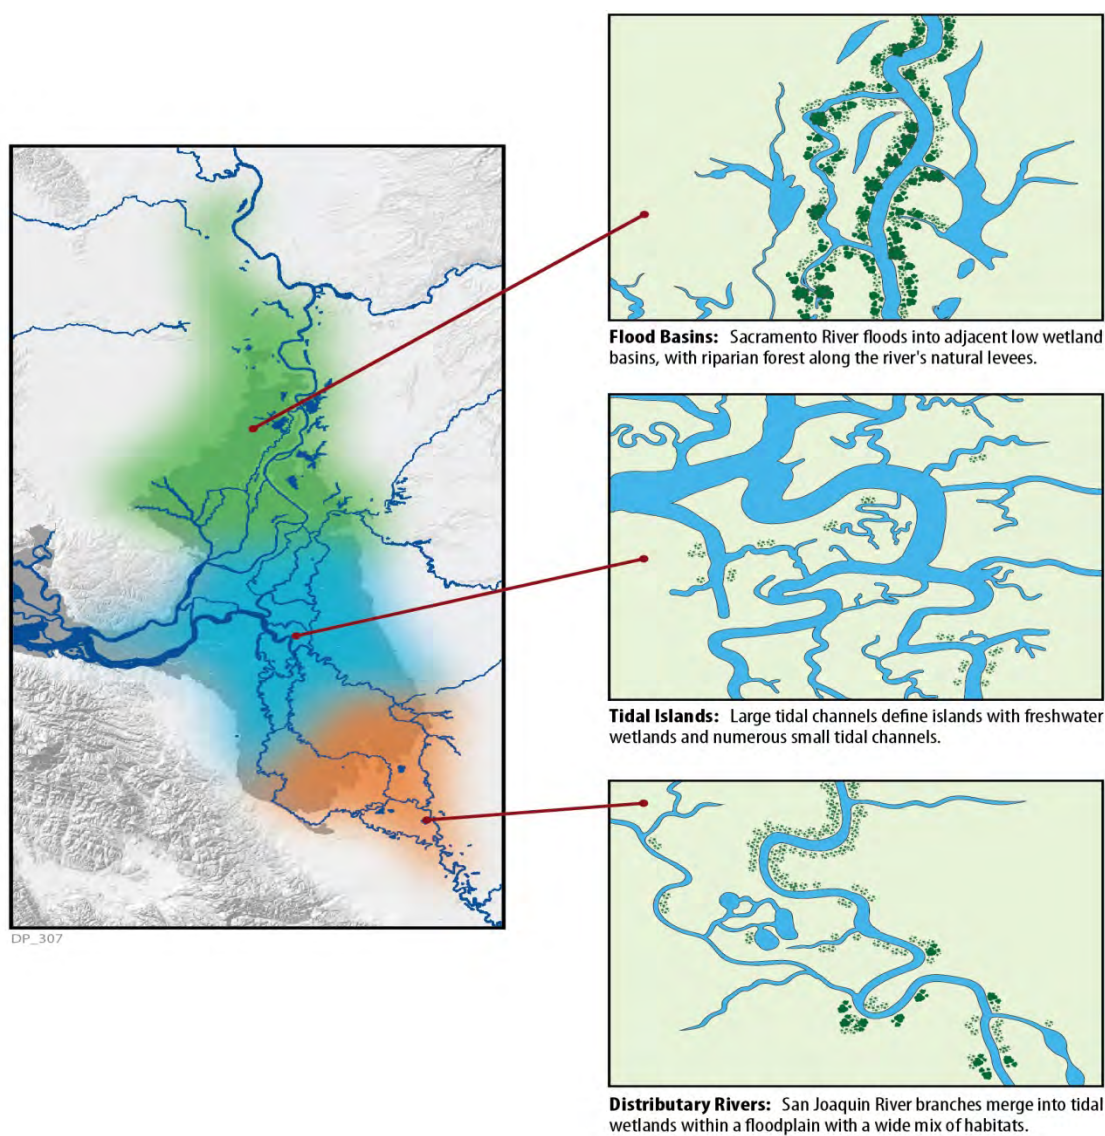 Flood Basins: Sacramento River floods into adjacent low wetland
basins, with riparian forest along the river's natural levees.
Tidal Islands: Large tidal channels define islands with freshwater
wetlands and numerous small tidal channels.
DP_307
Distributary Rivers: San Joaquin River branches merge into tidal
wetlands within a floodplain with a wide mix of habitats.